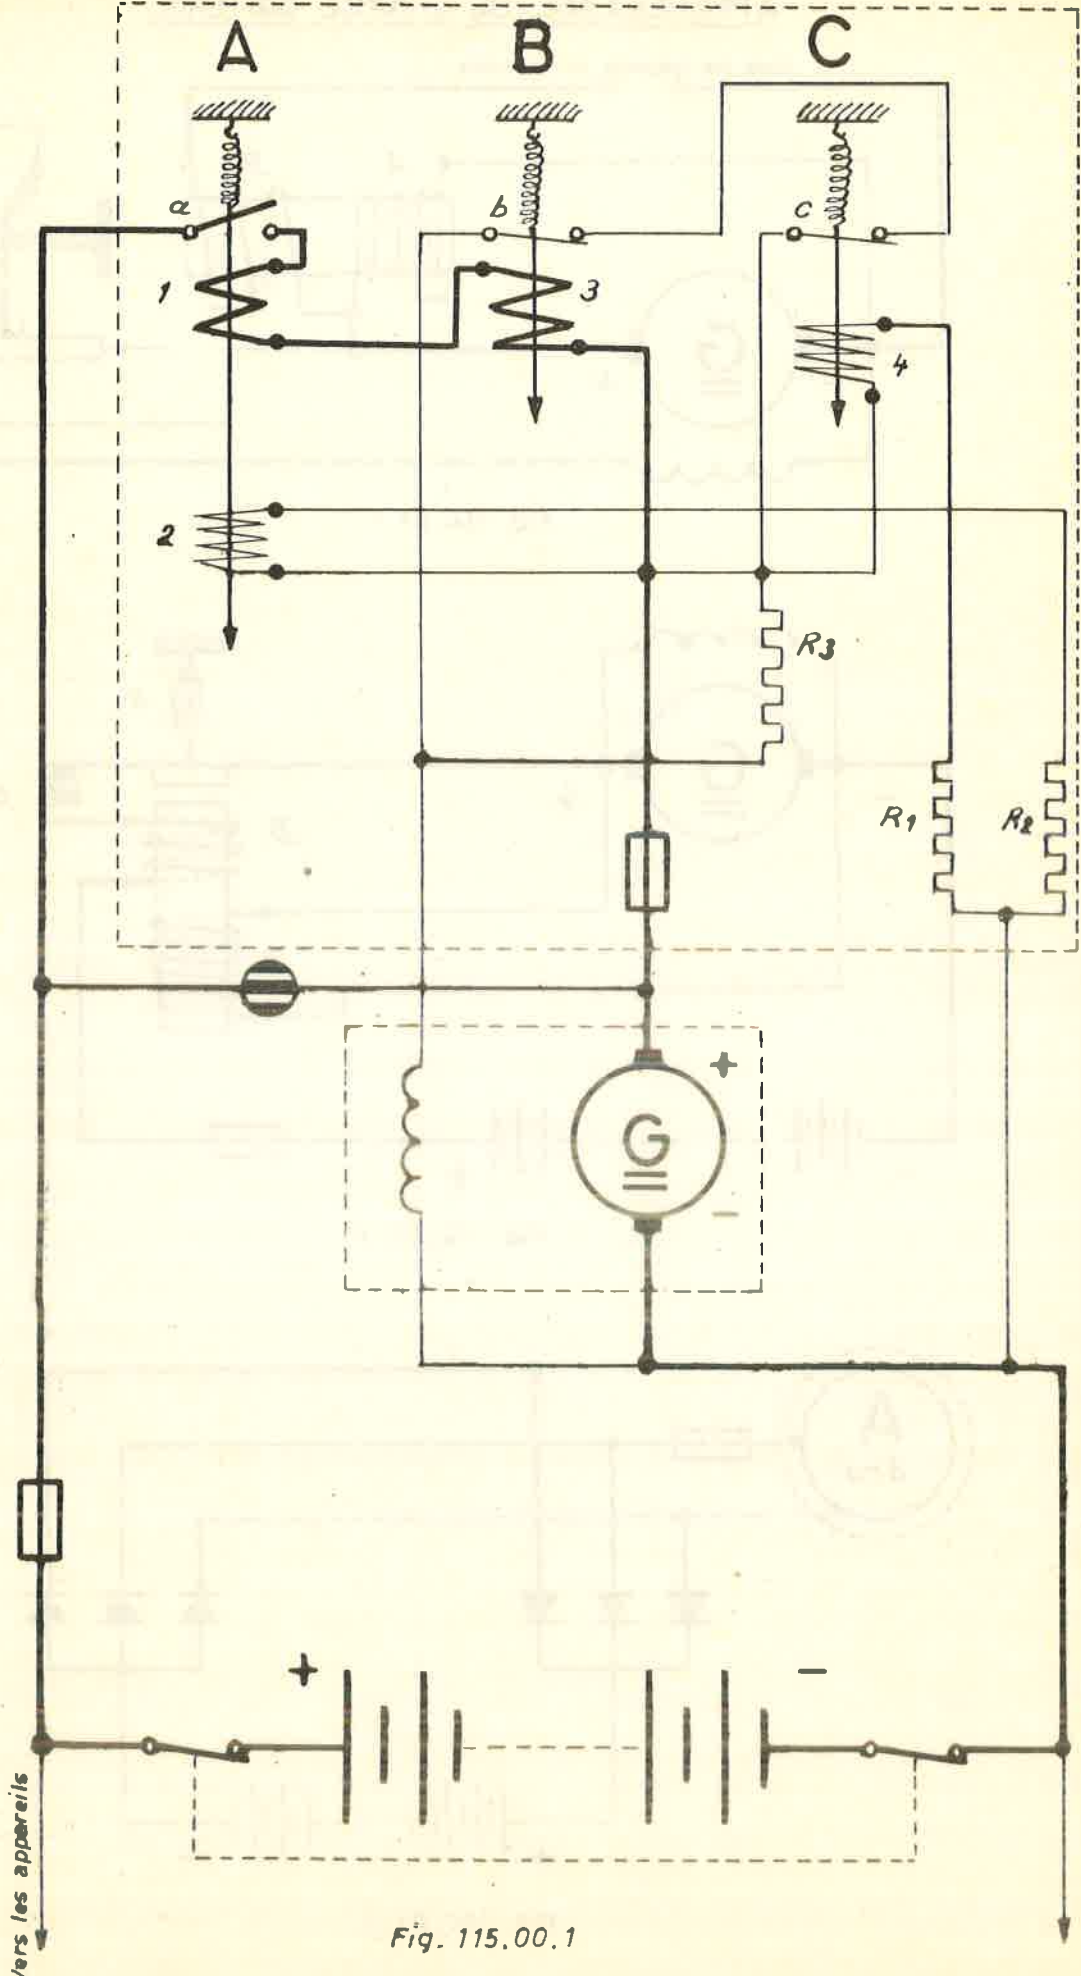 A B C
a b c
1 3 4
2
R3
R1 R2
+
G
−
+ −
Vers les appareils
Fig. 115.00.1